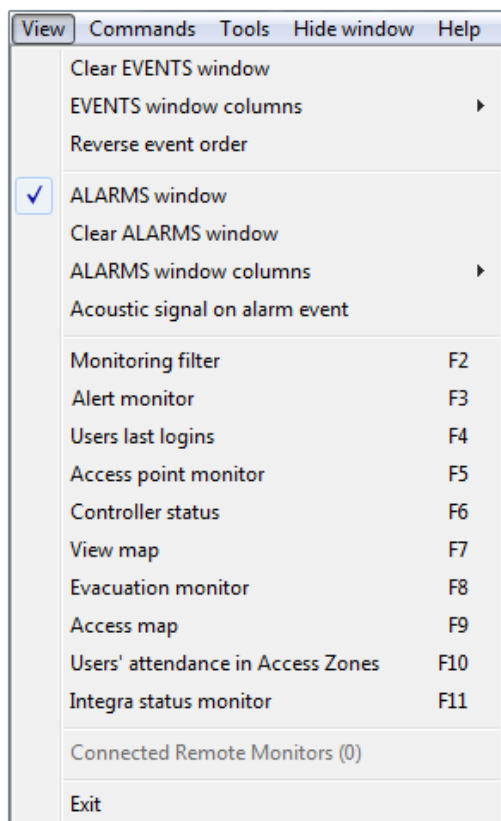 View Commands Tools Hide window Help
Clear EVENTS window
EVENTS window columns
Reverse event order
ALARMS window
Clear ALARMS window
ALARMS window columns
Acoustic signal on alarm event
Monitoring filter F2
Alert monitor F3
Users last logins F4
Access point monitor F5
Controller status F6
View map F7
Evacuation monitor F8
Access map F9
Users' attendance in Access Zones F10
Integra status monitor F11
Connected Remote Monitors (0)
Exit